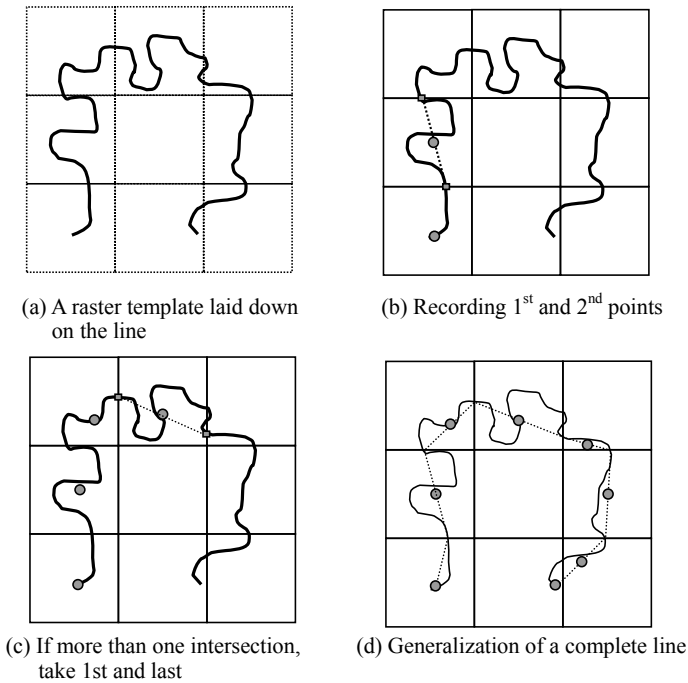 (a) A raster template laid down
on the line
(b) Recording 1st and 2nd points
(c) If more than one intersection,
take 1st and last
(d) Generalization of a complete line